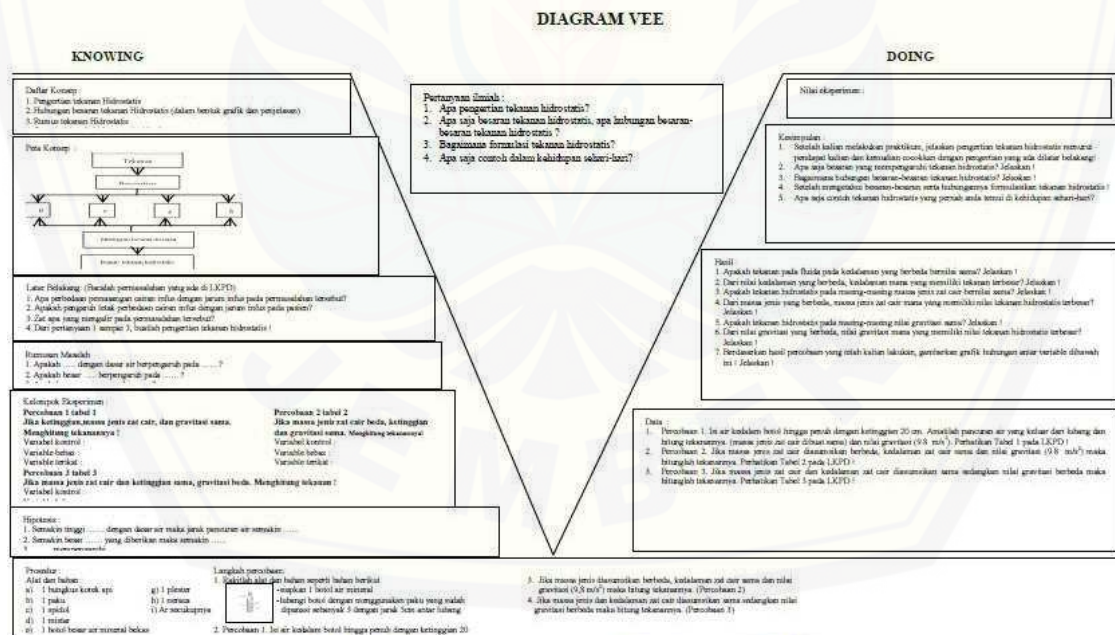 DIAGRAM VEE
KNOWING
DOING
Daftar Konsep :
1. Pengertian tekanan Hidrostatis
2. Hubungan besaran tekanan Hidrostatis (dalam bentuk grafik dan penjelasan)
3. Rumus tekanan Hidrostatis
Peta Konsep :
Tekanan
Latar Belakang: (Bacalah permasalahan yang ada di LKPD)
1. Apa perbedaan pemasangan cairan infus dengan jarum infus pada permasalahan tersebut?
2. Apakah pengaruh letak perbedaan cairan infus dengan jarum infus pada pasien?
3. Zat apa yang mengalir pada permasalahan tersebut?
4. Dari pertanyaan 1 sampai 3, buatlah pengertian tekanan hidrostatis !
Rumusan Masalah
1. Apakah ..... dengan dasar air berpengaruh pada ...... ?
2. Apakah besar ..... berpengaruh pada ...... ?
Kelompok Eksperimen :
Percobaan 1 tabel 1
Jika ketinggian,massa jenis zat cair, dan gravitasi sama.
Menghitung tekanannya !
Variabel kontrol :
Variable bebas :
Variable terikat :
Percobaan 3 tabel 3
Jika massa jenis zat cair dan ketinggian sama, gravitasi beda. Menghitung tekanan !
Variabel kontrol :
Percobaan 2 tabel 2
Jika massa jenis zat cair beda, ketinggian
dan gravitasi sama. Menghitung tekanannya!
Variabel kontrol :
Variable bebas :
Variable terikat :
Hipotesis :
1. Semakin tinggi ....... dengan dasar air maka jarak pancuran air semakin ......
2. Semakin besar ....... yang diberikan maka semakin ......
Pertanyaan ilmiah :
1. Apa pengertian tekanan hidrostatis?
2. Apa saja besaran tekanan hidrostatis, apa hubungan besaran-
besaran tekanan hidrostatis ?
3. Bagaimana formulasi tekanan hidrostatis?
4. Apa saja contoh dalam kehidupan sehari-hari?
Nilai eksperimen :
Kesimpulan :
1. Setelah kalian melakukan praktikum, jelaskan pengertian tekanan hidrostatis menurut
pendapat kalian dan kemudian cocokkan dengan pengertian yang ada dilatar belakang!
2. Apa saja besaran yang mempengaruhi tekanan hidrostatis? Jelaskan !
3. Bagaimana hubungan besaran-besaran tekanan hidrostatis? Jelaskan !
4. Setelah mengetahui besaran-besaran serta hubungannya formulasikan tekanan hidrostatis !
5. Apa saja contoh tekanan hidrostatis yang pernah anda temui di kehidupan sehari-hari?
Hasil :
1. Apakah tekanan pada fluida pada kedalaman yang berbeda bernilai sama? Jelaskan !
2. Dari nilai kedalaman yang berbeda, kedalaman mana yang memiliki tekanan terbesar? Jelaskan !
3. Apakah tekanan hidrostatis pada masing-masing massa jenis zat cair bernilai sama? Jelaskan !
4. Dari massa jenis yang berbeda, massa jenis zat cair mana yang memiliki nilai tekanan hidrostatis terbesar?
Jelaskan !
5. Apakah tekanan hidrostatis pada masing-masing nilai gravitasi sama? Jelaskan !
6. Dari nilai gravitasi yang berbeda, nilai gravitasi mana yang memiliki nilai tekanan hidrostatis terbesar?
Jelaskan !
7. Berdasarkan hasil percobaan yang telah kalian lakukan, gambarkan grafik hubungan antar variable dibawah
ini ! Jelaskan !
Data :
1. Percobaan 1. Isi air kedalam botol hingga penuh dengan ketinggian 20 cm. Amatilah pancuran air yang keluar dari lubang dan
hitung tekanannya. (massa jenis zat cair dibuat sama) dan nilai gravitasi (9.8 m/s²). Perhatikan Tabel 1 pada LKPD !
2. Percobaan 2. Jika massa jenis zat cair diasumsikan berbeda, kedalaman zat cair sama dan nilai gravitasi (9.8 m/s²) maka
hitunglah tekanannya. Perhatikan Tabel 2 pada LKPD !
3. Percobaan 3. Jika massa jenis zat cair dan kedalaman zat cair diasumsikan sama sedangkan nilai gravitasi berbeda maka
hitunglah tekanannya. Perhatikan Tabel 3 pada LKPD !
Prosedur :
Alat dan bahan :
a) 1 bungkus korek api
b) 1 paku
c) 1 spidol
d) 1 mistar
e) 1 botol besar air mineral bekas
g) 1 plester
h) 1 neraca
i) Air secukupnya
Langkah percobaan:
1. Rakitlah alat dan bahan seperti bahan berikut
-siapkan 1 botol air mineral
-lubangi botol dengan menggunakan paku yang sudah
dipanasi sebanyak 3 dengan jarak 5cm antar lubang
2. Percobaan 1. Isi air kedalam botol hingga penuh dengan ketinggian 20
3. Jika massa jenis diasumsikan berbeda, kedalaman zat cair sama dan nilai
gravitasi (9,8 m/s²) maka hitung tekanannya. (Percobaan 2)
4. Jika massa jenis dan kedalaman zat cair diasumsikan sama sedangkan nilai
gravitasi berbeda maka hitung tekanannya. (Percobaan 3)